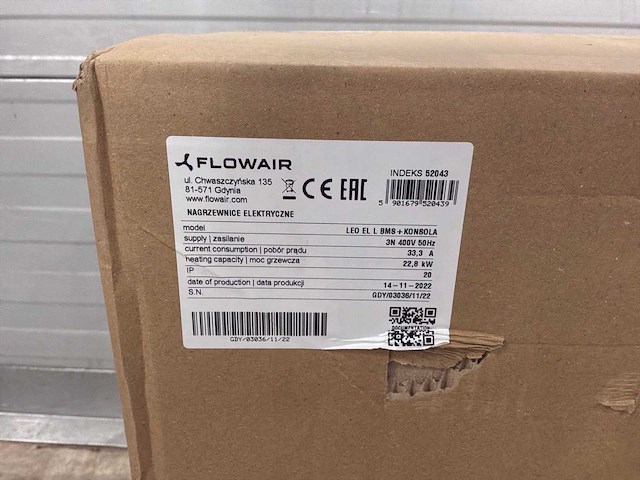 FLOWAIR
ul. Chwaszczyńska 135
81-571 Gdynia
www.flowair.com
CE EAC
INDEKS 52043
5 901679 520439
NAGRZEWNICE ELEKTRYCZNE
model LEO EL L BMS+KONSOLA
supply | zasilanie 3N 400V 50Hz
current consumption | pobór prądu 33,3 A
heating capacity | moc grzewcza 22,8 kW
IP 20
date of production | data produkcji 14-11-2022
S.N. GDY/03036/11/22
GDY/03036/11/22
DOCUMENTATION